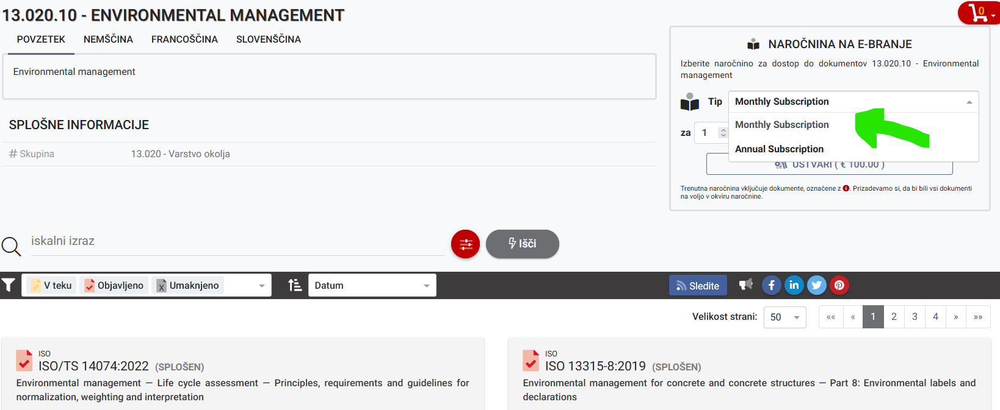 13.020.10 - ENVIRONMENTAL MANAGEMENT
0
POVZETEK NEMŠČINA FRANCOŠČINA SLOVENŠČINA
Environmental management
SPLOŠNE INFORMACIJE
# Skupina 13.020 - Varstvo okolja
NAROČNINA NA E-BRANJE
Izberite naročnino za dostop do dokumentov 13.020.10 - Environmental
management
Tip Monthly Subscription
Monthly Subscription
za 1
Annual Subscription
USTVARI ( € 100.00 )
Trenutna naročnina vključuje dokumente, označene z i. Prizadevamo si, da bi bili vsi dokumenti
na voljo v okviru naročnine.
iskalni izraz
Išči
V teku Objavljeno Umaknjeno Datum Sledite
Velikost strani: 50 «« « 1 2 3 4 » »»
ISO
ISO/TS 14074:2022 (SPLOŠEN)
Environmental management — Life cycle assessment — Principles, requirements and guidelines for
normalization, weighting and interpretation
ISO
ISO 13315-8:2019 (SPLOŠEN)
Environmental management for concrete and concrete structures — Part 8: Environmental labels and
declarations